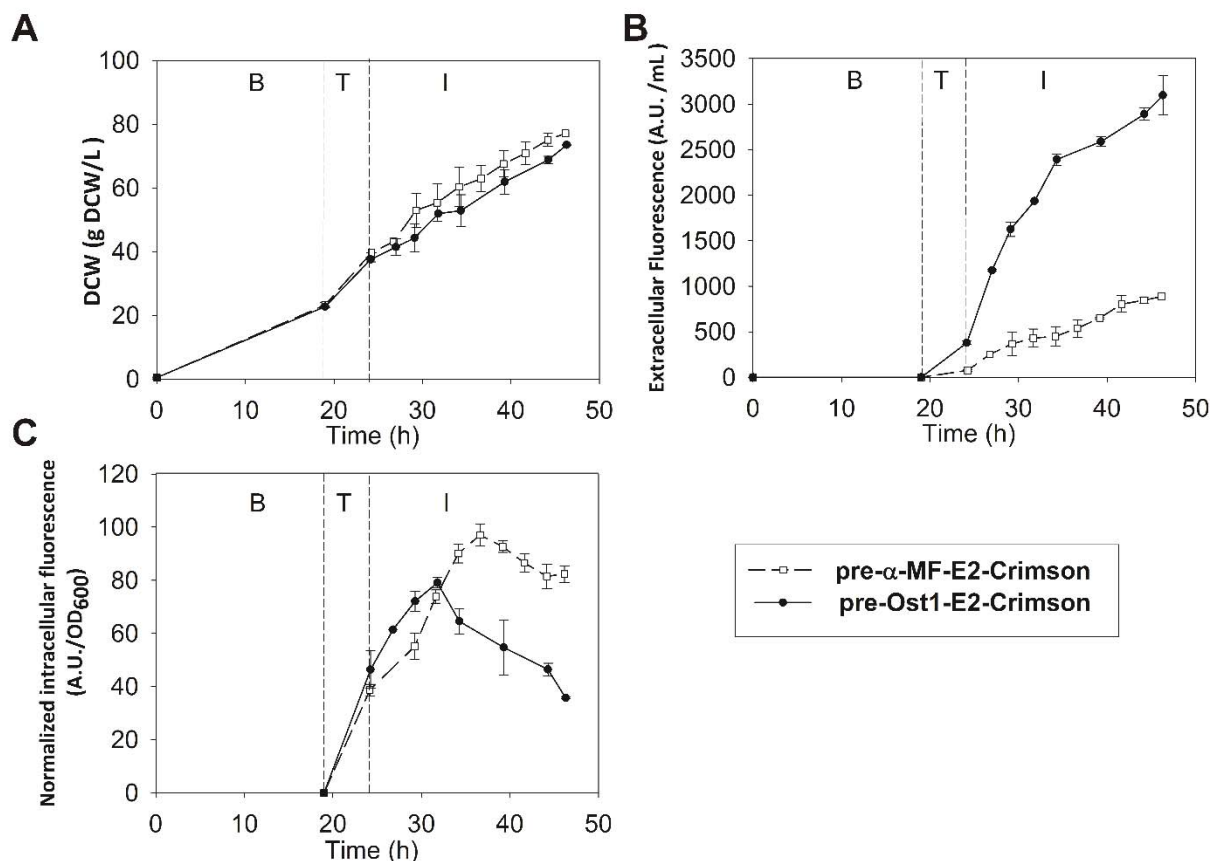 A
DCW (g DCW/L)
100
80
60
40
20
0
B T I
0 10 20 30 40 50
Time (h)
B
Extracellular Fluorescence (A.U. /mL)
3500
3000
2500
2000
1500
1000
500
0
B T I
0 10 20 30 40 50
Time (h)
C
Normalized intracellular fluorescence
(A.U./OD600)
120
100
80
60
40
20
0
B T I
0 10 20 30 40 50
Time (h)
pre-α-MF-E2-Crimson
pre-Ost1-E2-Crimson